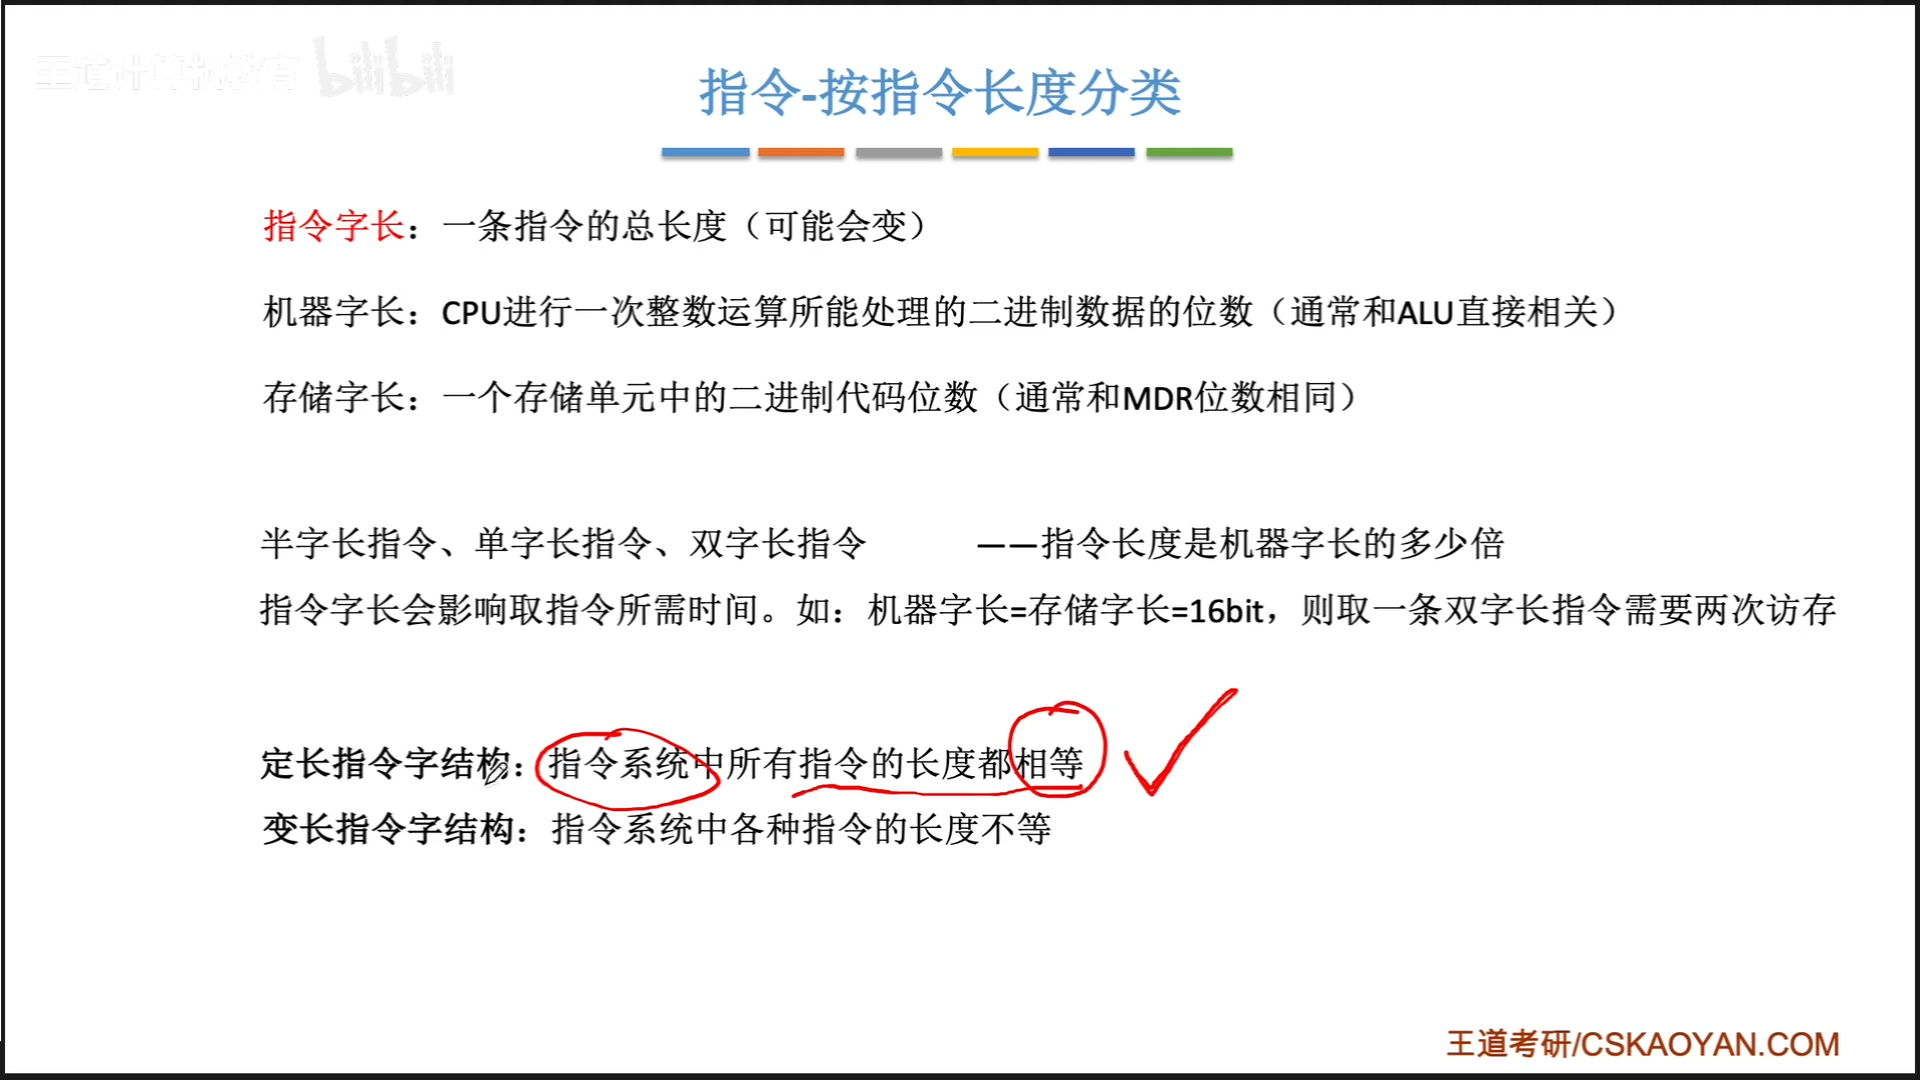 王道计算机教育 bilibili
指令-按指令长度分类
指令字长：一条指令的总长度（可能会变）
机器字长：CPU进行一次整数运算所能处理的二进制数据的位数（通常和ALU直接相关）
存储字长：一个存储单元中的二进制代码位数（通常和MDR位数相同）
半字长指令、单字长指令、双字长指令 ——指令长度是机器字长的多少倍
指令字长会影响取指令所需时间。如：机器字长=存储字长=16bit，则取一条双字长指令需要两次访存
定长指令字结构：指令系统中所有指令的长度都相等
变长指令字结构：指令系统中各种指令的长度不等
王道考研/CSKAOYAN.COM